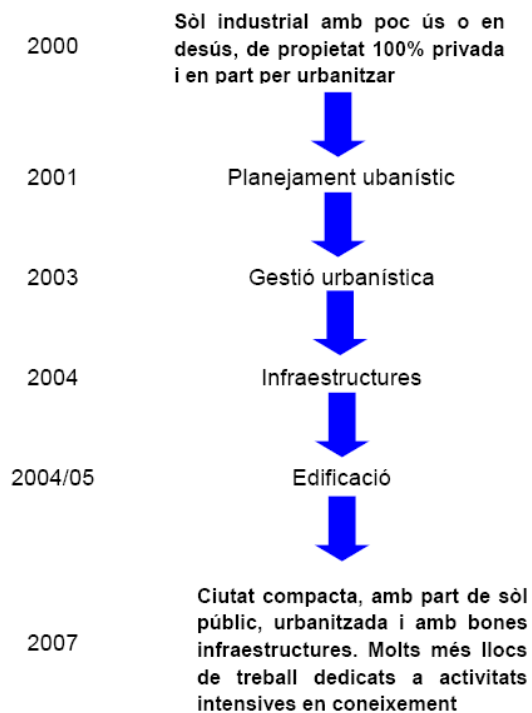 Sòl industrial amb poc ús o en
2000
desús, de propietat 100% privada
i en part per urbanitzar
2001 Planejament ubanístic
2003 Gestió urbanística
2004 Infraestructures
2004/05 Edificació
Ciutat compacta, amb part de sòl
públic, urbanitzada i amb bones
2007
infraestructures. Molts més llocs
de treball dedicats a activitats
intensives en coneixement